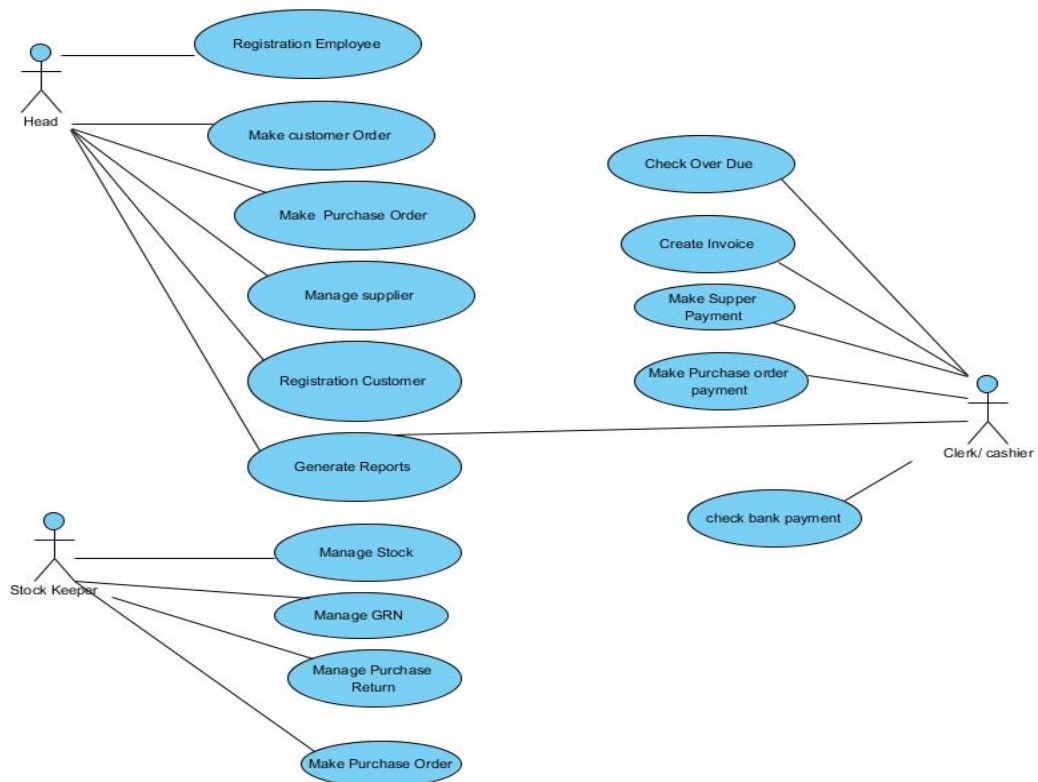 Registration Employee
Head
Make customer Order
Make Purchase Order
Manage supplier
Registration Customer
Generate Reports
Check Over Due
Create Invoice
Make Supper
Payment
Make Purchase order
payment
Clerk/ cashier
check bank payment
Stock Keeper
Manage Stock
Manage GRN
Manage Purchase
Return
Make Purchase Order